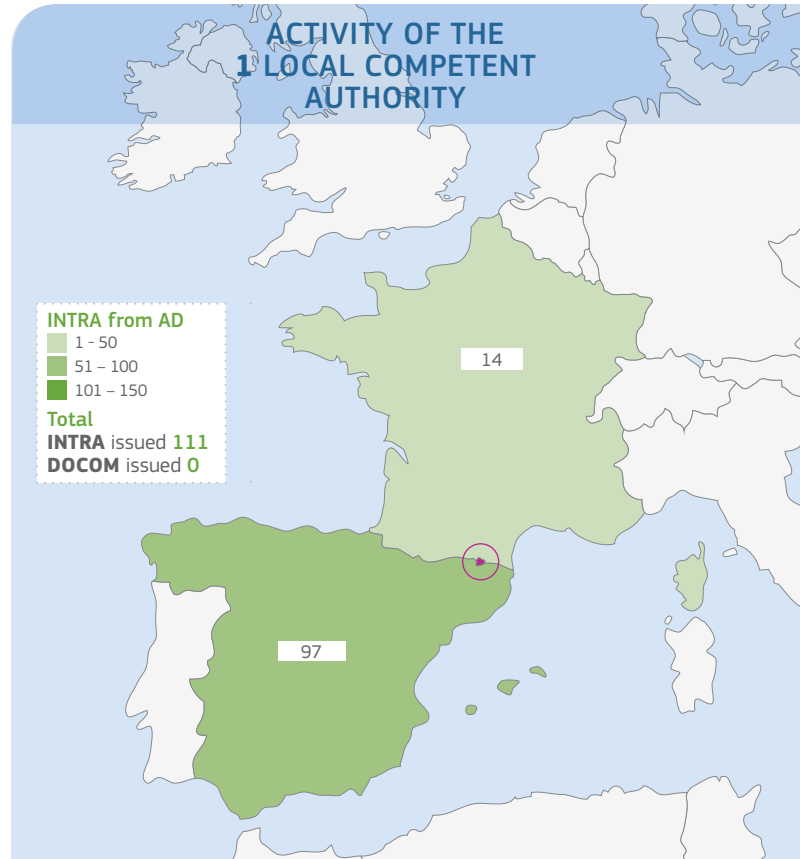 ACTIVITY OF THE
1 LOCAL COMPETENT
AUTHORITY
14
INTRA from AD
1 - 50
51 – 100
101 – 150
Total
INTRA issued 111
DOCOM issued 0
97